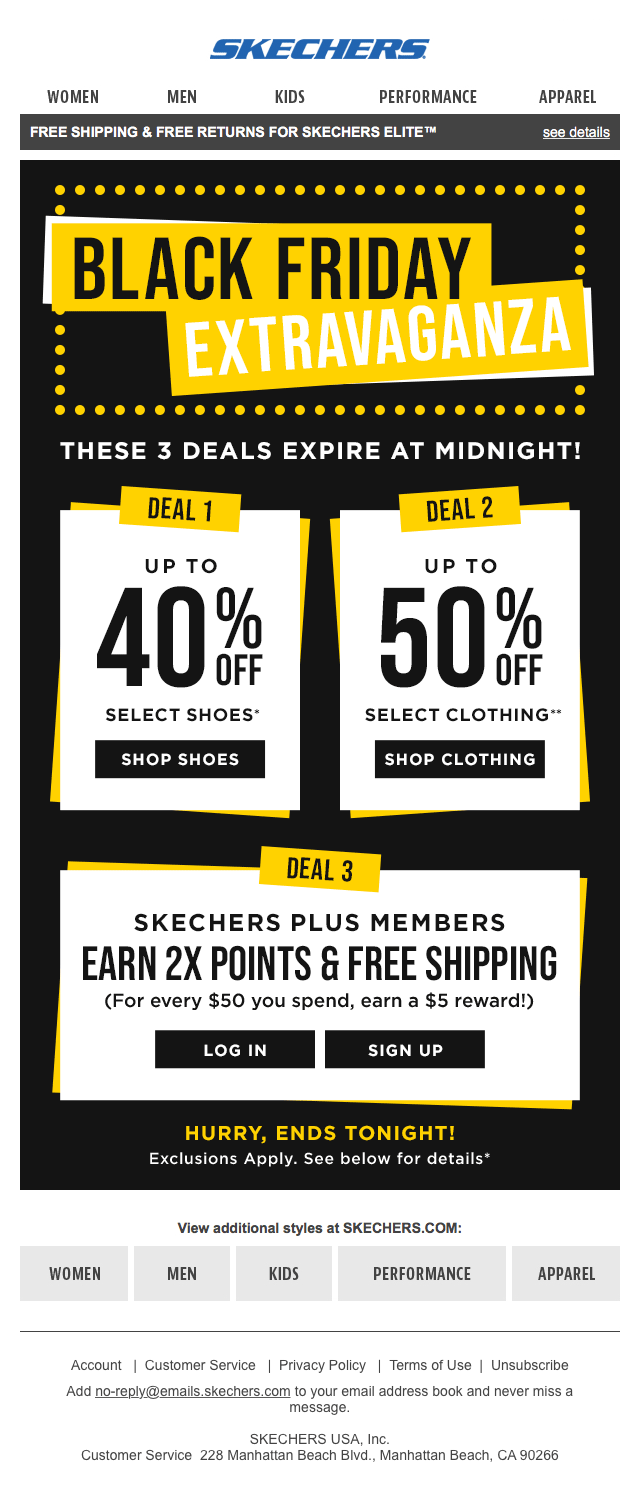 SKECHERS
WOMEN MEN KIDS PERFORMANCE APPAREL
FREE SHIPPING & FREE RETURNS FOR SKECHERS ELITE™ see details
BLACK FRIDAY
EXTRAVAGANZA
THESE 3 DEALS EXPIRE AT MIDNIGHT!
DEAL 1
UP TO
40% OFF
SELECT SHOES*
SHOP SHOES
DEAL 2
UP TO
50% OFF
SELECT CLOTHING**
SHOP CLOTHING
DEAL 3
SKECHERS PLUS MEMBERS
EARN 2X POINTS & FREE SHIPPING
(For every $50 you spend, earn a $5 reward!)
LOG IN SIGN UP
HURRY, ENDS TONIGHT!
Exclusions Apply. See below for details*
View additional styles at SKECHERS.COM:
WOMEN MEN KIDS PERFORMANCE APPAREL
Account | Customer Service | Privacy Policy | Terms of Use | Unsubscribe
Add no-reply@emails.skechers.com to your email address book and never miss a
message.
SKECHERS USA, Inc.
Customer Service 228 Manhattan Beach Blvd., Manhattan Beach, CA 90266